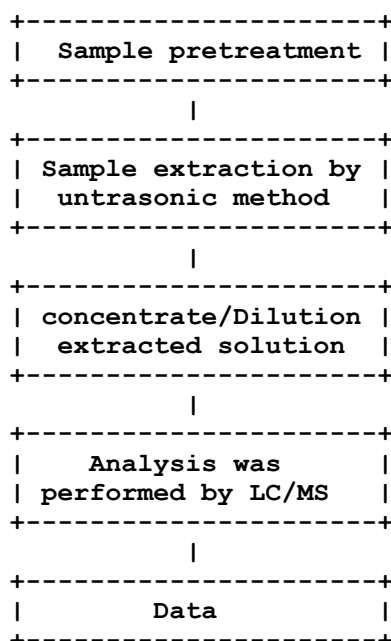 Sample pretreatment
Sample extraction by
untrasonic method
concentrate/Dilution
extracted solution
Analysis was
performed by LC/MS
Data